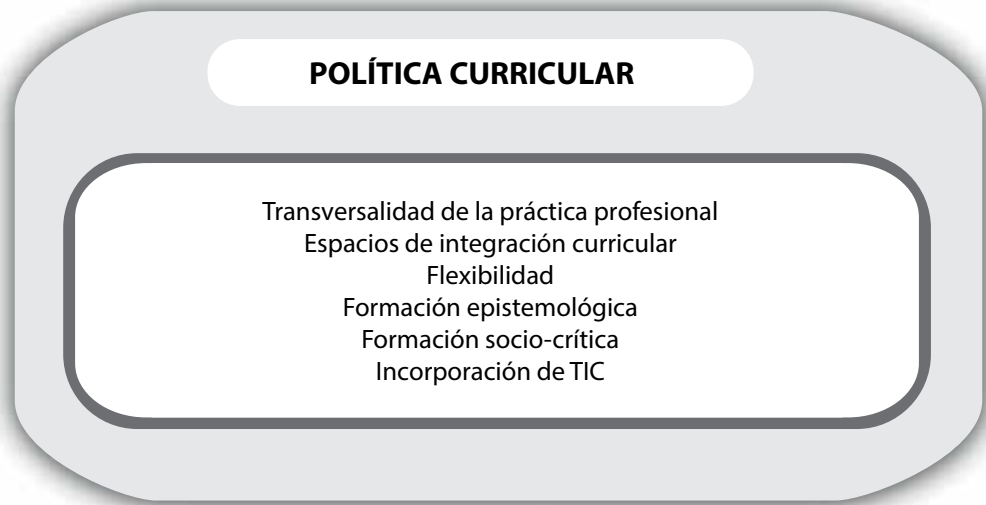 POLÍTICA CURRICULAR
Transversalidad de la práctica profesional
Espacios de integración curricular
Flexibilidad
Formación epistemológica
Formación socio-crítica
Incorporación de TIC